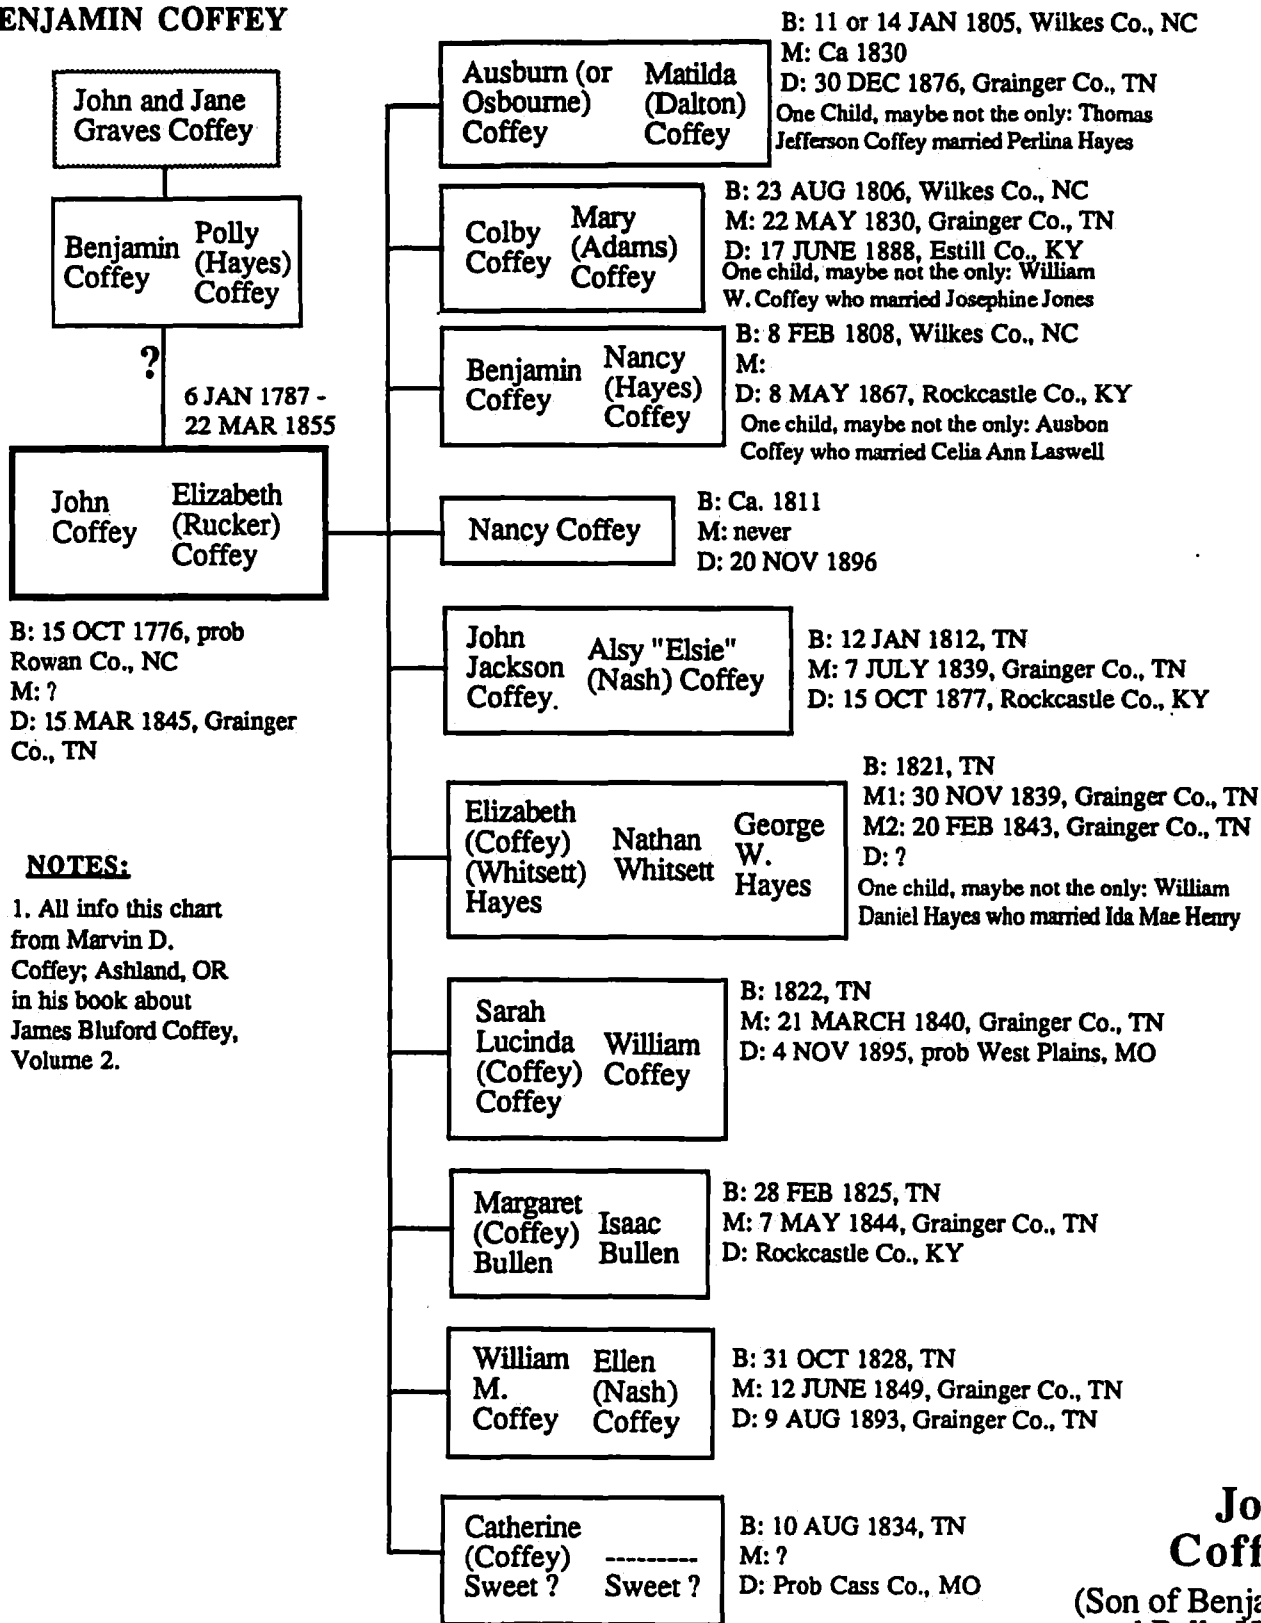 ENJAMIN COFFEY
John and Jane
Graves Coffey
Benjamin
Coffey
Polly
(Hayes)
Coffey
?
6 JAN 1787 -
22 MAR 1855
John
Coffey
Elizabeth
(Rucker)
Coffey
B: 15 OCT 1776, prob
Rowan Co., NC
M: ?
D: 15 MAR 1845, Grainger
Co., TN
NOTES:
1. All info this chart
from Marvin D.
Coffey; Ashland, OR
in his book about
James Bluford Coffey,
Volume 2.
Ausburn (or
Osbourne)
Coffey
Matilda
(Dalton)
Coffey
B: 11 or 14 JAN 1805, Wilkes Co., NC
M: Ca 1830
D: 30 DEC 1876, Grainger Co., TN
One Child, maybe not the only: Thomas
Jefferson Coffey married Perlina Hayes
Colby
Coffey
Mary
(Adams)
Coffey
B: 23 AUG 1806, Wilkes Co., NC
M: 22 MAY 1830, Grainger Co., TN
D: 17 JUNE 1888, Estill Co., KY
One child, maybe not the only: William
W. Coffey who married Josephine Jones
Benjamin
Coffey
Nancy
(Hayes)
Coffey
B: 8 FEB 1808, Wilkes Co., NC
M:
D: 8 MAY 1867, Rockcastle Co., KY
One child, maybe not the only: Ausbon
Coffey who married Celia Ann Laswell
Nancy Coffey
B: Ca. 1811
M: never
D: 20 NOV 1896
John
Jackson
Coffey.
Alsy "Elsie"
(Nash) Coffey
B: 12 JAN 1812, TN
M: 7 JULY 1839, Grainger Co., TN
D: 15 OCT 1877, Rockcastle Co., KY
Elizabeth
(Coffey)
(Whitsett)
Hayes
Nathan
Whitsett
George
W.
Hayes
B: 1821, TN
M1: 30 NOV 1839, Grainger Co., TN
M2: 20 FEB 1843, Grainger Co., TN
D: ?
One child, maybe not the only: William
Daniel Hayes who married Ida Mae Henry
Sarah
Lucinda
(Coffey)
Coffey
William
Coffey
B: 1822, TN
M: 21 MARCH 1840, Grainger Co., TN
D: 4 NOV 1895, prob West Plains, MO
Margaret
(Coffey)
Bullen
Isaac
Bullen
B: 28 FEB 1825, TN
M: 7 MAY 1844, Grainger Co., TN
D: Rockcastle Co., KY
William
M.
Coffey
Ellen
(Nash)
Coffey
B: 31 OCT 1828, TN
M: 12 JUNE 1849, Grainger Co., TN
D: 9 AUG 1893, Grainger Co., TN
Catherine
(Coffey)
Sweet ?
---------
Sweet ?
B: 10 AUG 1834, TN
M: ?
D: Prob Cass Co., MO
Jo
Coff
(Son of Benja